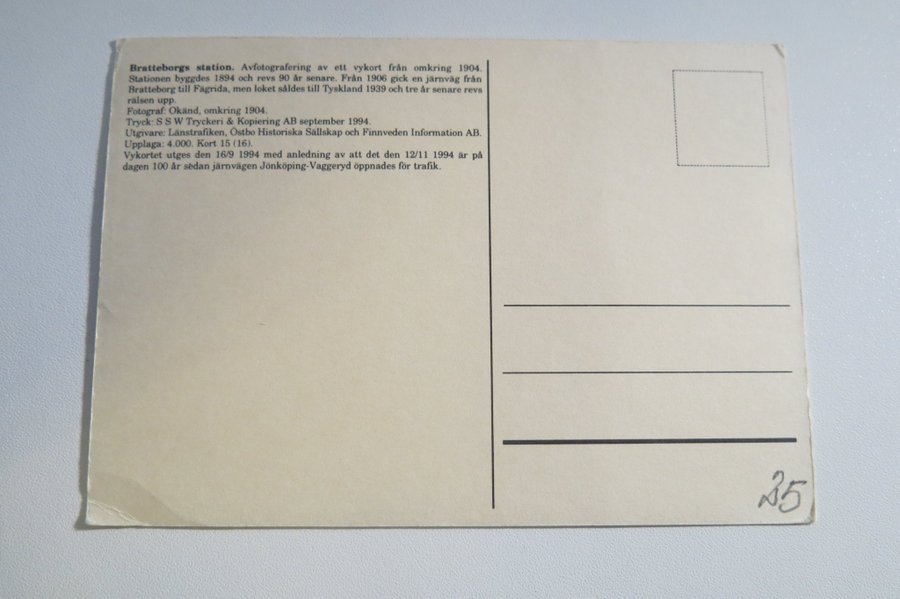 Bratteborgs station. Avfotografering av ett vykort från omkring 1904.
Stationen byggdes 1894 och revs 90 år senare. Från 1906 gick en järnväg från
Bratteborg till Fägrida, men loket såldes till Tyskland 1939 och tre år senare revs
rälsen upp.
Fotograf: Okänd, omkring 1904.
Tryck: S S W Tryckeri & Kopiering AB september 1994.
Utgivare: Länstrafiken, Östbo Historiska Sällskap och Finnveden Information AB.
Upplaga: 4.000. Kort 15 (16).
Vykortet utges den 16/9 1994 med anledning av att det den 12/11 1994 är på
dagen 100 år sedan järnvägen Jönköping-Vaggeryd öppnades för trafik.
35